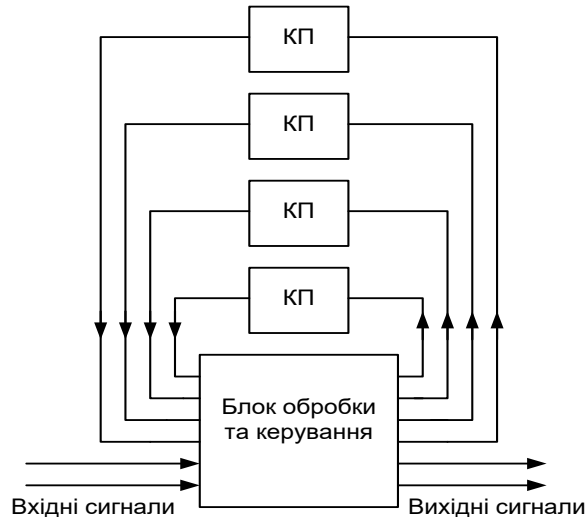 КП
КП
КП
КП
Блок обробки
та керування
Вхідні сигнали
Вихідні сигнали